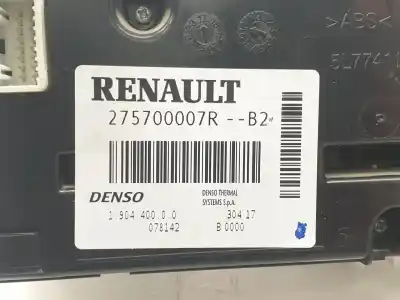 >ABS<
RENAULT
275700007R --B2
DENSO
DENSO THERMAL
SYSTEMS S.p.A.
1 904 400.0.0
304 17
078142
B 0000